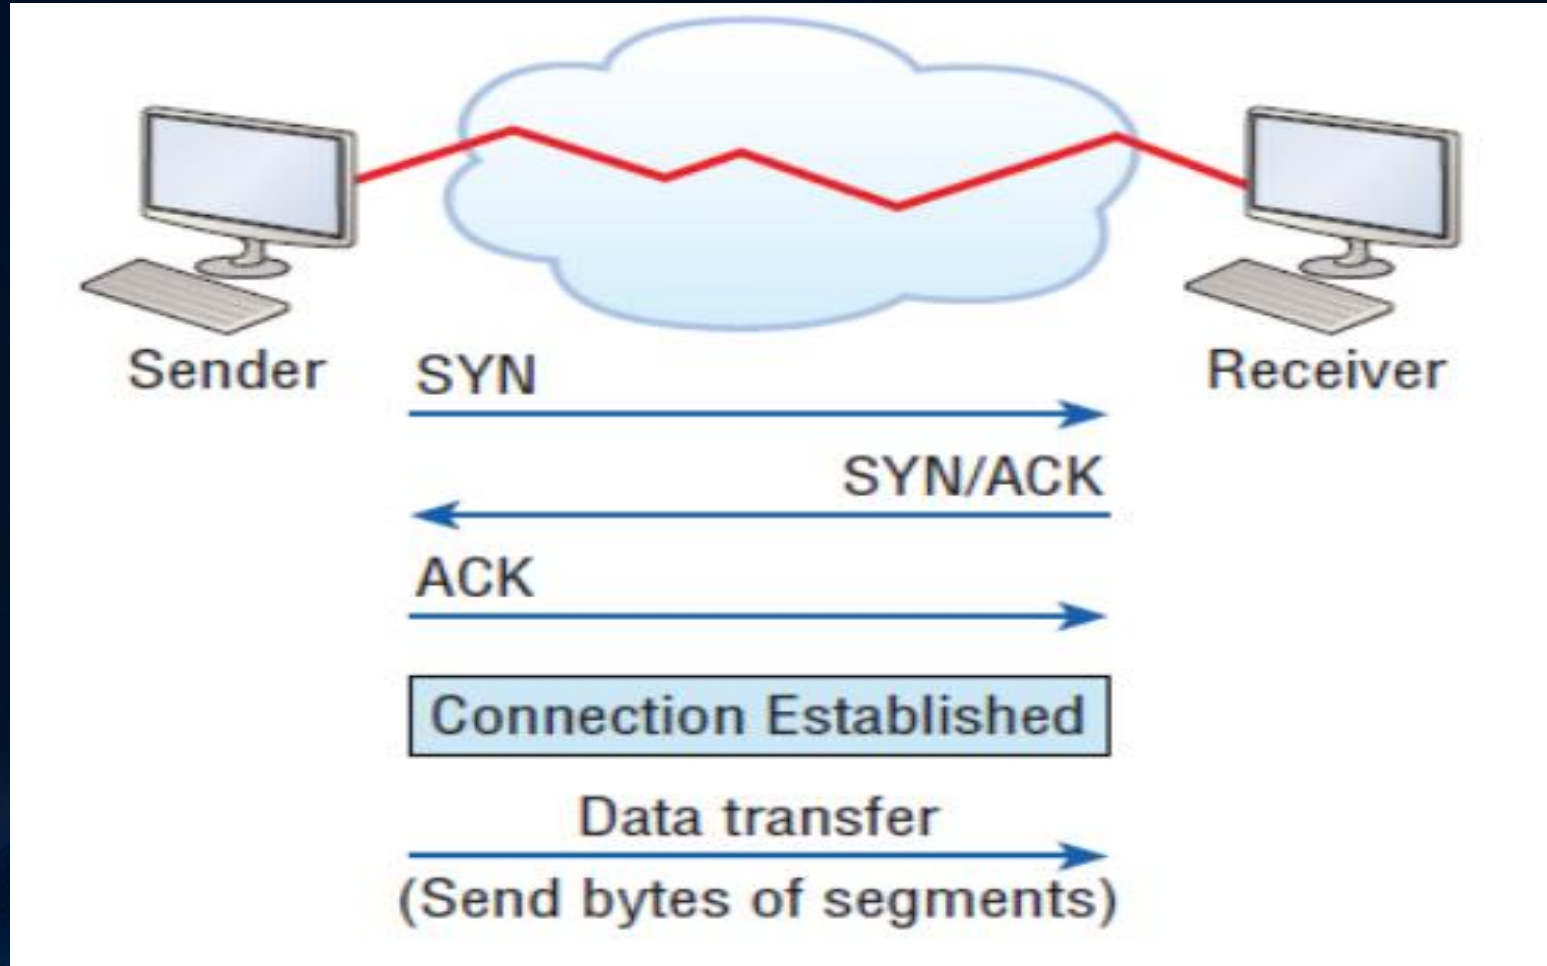 Sender
Receiver
SYN
SYN/ACK
ACK
Connection Established
Data transfer
(Send bytes of segments)